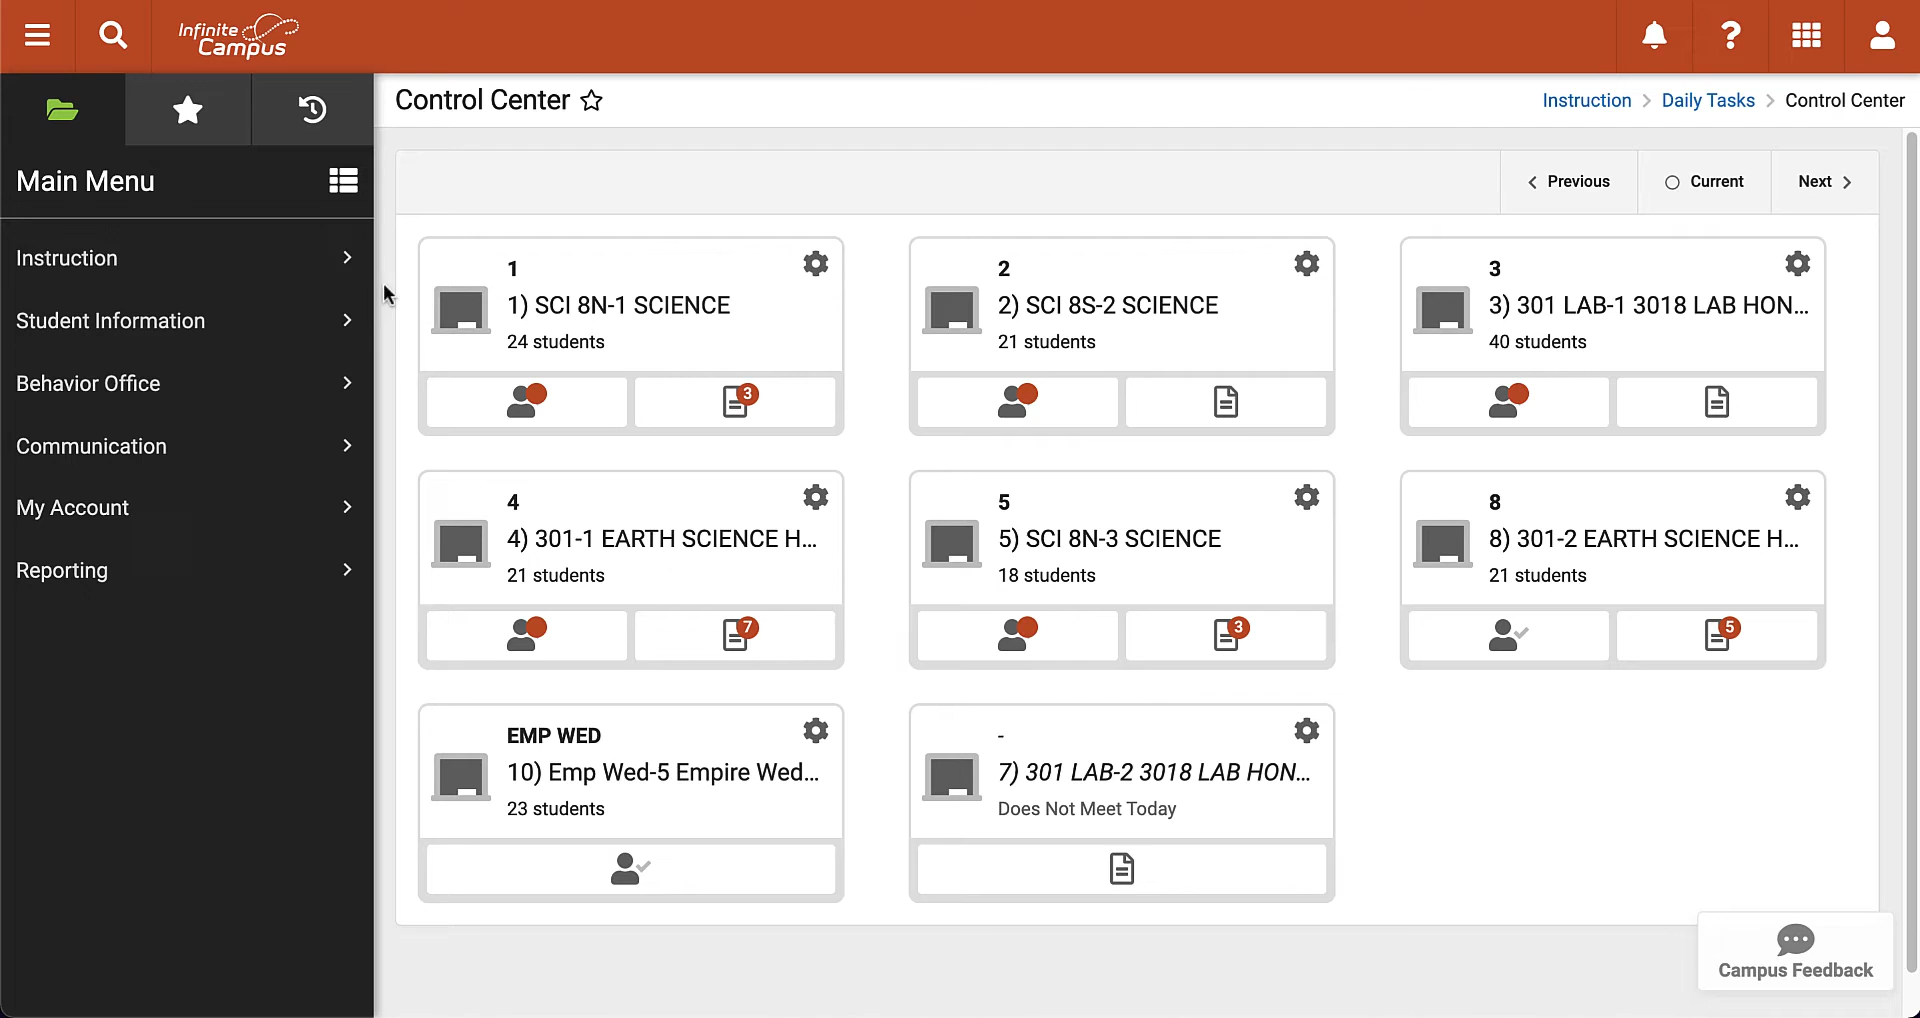 Infinite
Campus
Control Center
Instruction > Daily Tasks > Control Center
Main Menu
Instruction
Student Information
Behavior Office
Communication
My Account
Reporting
Previous
Current
Next
1
1) SCI 8N-1 SCIENCE
24 students
3
2
2) SCI 8S-2 SCIENCE
21 students
3
3) 301 LAB-1 3018 LAB HON...
40 students
4
4) 301-1 EARTH SCIENCE H...
21 students
7
5
5) SCI 8N-3 SCIENCE
18 students
3
8
8) 301-2 EARTH SCIENCE H...
21 students
5
EMP WED
10) Emp Wed-5 Empire Wed...
23 students
-
7) 301 LAB-2 3018 LAB HON...
Does Not Meet Today
Campus Feedback